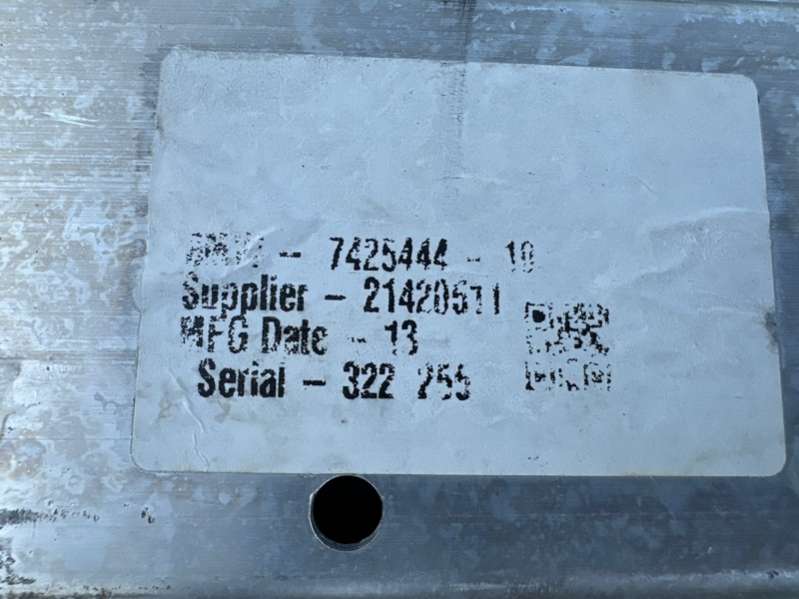 - 7425444 - 10
Supplier - 21420511
MFG Date - 13
Serial - 322 255